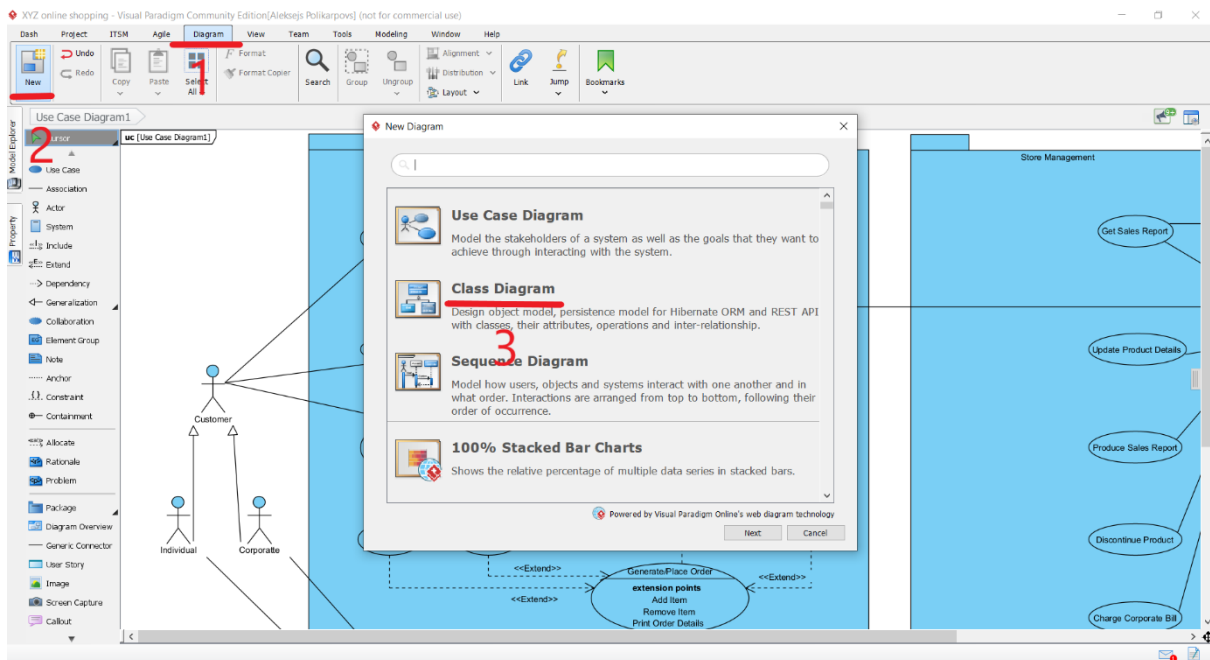 XYZ online shopping - Visual Paradigm Community Edition[Aleksejs Polikarpovs] (not for commercial use)
Dash Project ITSM Agile Diagram View Team Tools Modeling Window Help
New
Undo
Redo
Copy
Paste
Select
All
Format
Format Copier
Search
Group
Ungroup
Alignment
Distribution
Layout
Link
Jump
Bookmarks
1
2
3
Model Explorer
Property
Use Case Diagram1
uc [Use Case Diagram1]
Use Case
Association
Actor
System
Include
Extend
Dependency
Generalization
Collaboration
Element Group
Note
Anchor
Constraint
Containment
Allocate
Rationale
Problem
Package
Diagram Overview
Generic Connector
User Story
Image
Screen Capture
Callout
Customer
Individual
Corporatte
New Diagram
Use Case Diagram
Model the stakeholders of a system as well as the goals that they want to
achieve through interacting with the system.
Class Diagram
Design object model, persistence model for Hibernate ORM and REST API
with classes, their attributes, operations and inter-relationship.
Sequence Diagram
Model how users, objects and systems interact with one another and in
what order. Interactions are arranged from top to bottom, following their
order of occurrence.
100% Stacked Bar Charts
Shows the relative percentage of multiple data series in stacked bars.
Powered by Visual Paradigm Online's web diagram technology
Next Cancel
<<Extend>>
<<Extend>>
<<Extend>>
Generate/Place Order
extension points
Add Item
Remove Item
Print Order Details
Store Management
Get Sales Report
Update Product Details
Produce Sales Report
Discontinue Product
Charge Corporate Bill